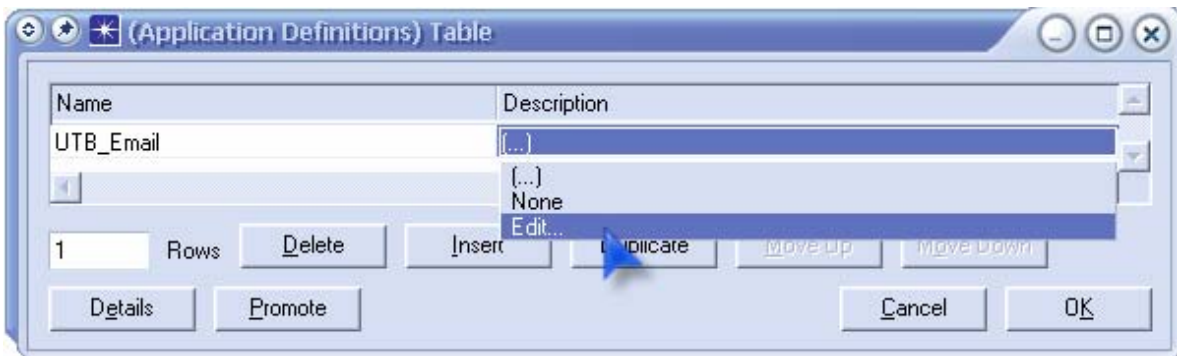 (Application Definitions) Table
Name Description
UTB_Email (...)
(...)
None
Edit...
1 Rows Delete Insert Duplicate Move Up Move Down
Details Promote Cancel OK